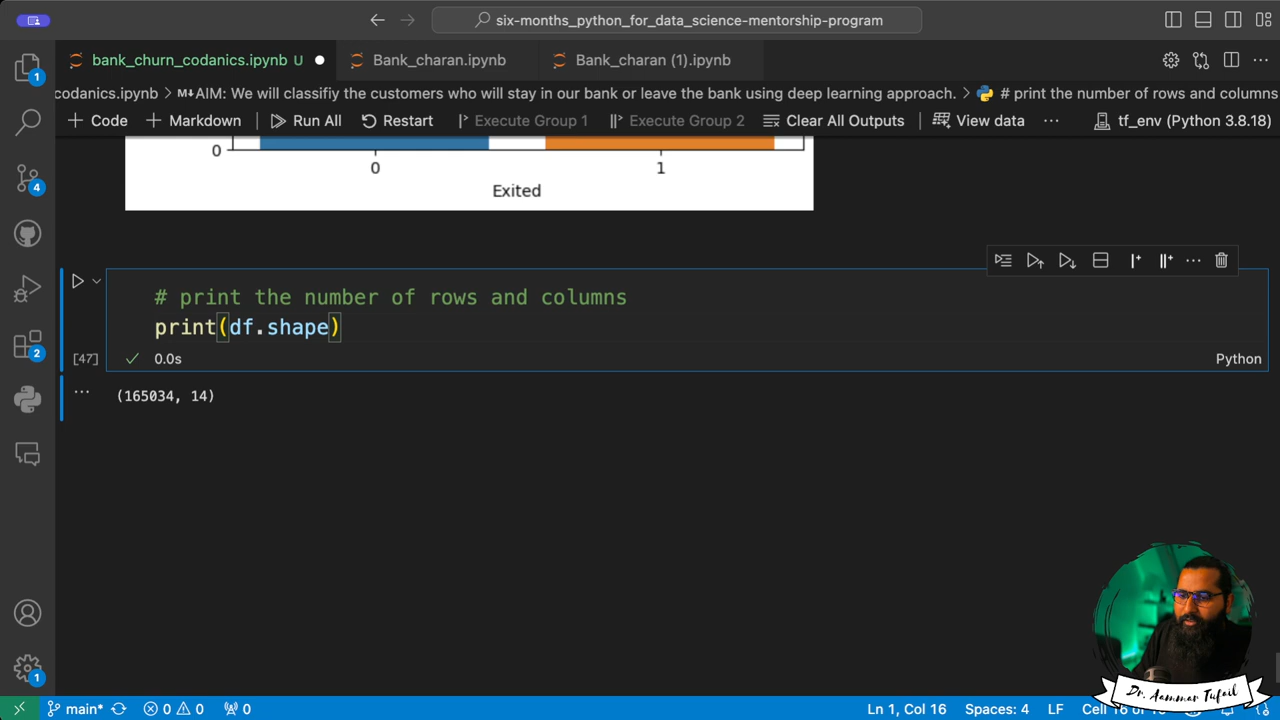 six-months_python_for_data_science-mentorship-program
bank_churn_codanics.ipynb U
Bank_charan.ipynb
Bank_charan (1).ipynb
codanics.ipynb > M↓AIM: We will classifiy the customers who will stay in our bank or leave the bank using deep learning approach. > # print the number of rows and columns
+ Code + Markdown Run All Restart Execute Group 1 Execute Group 2 Clear All Outputs View data ... tf_env (Python 3.8.18)
0
0 1
Exited
# print the number of rows and columns
print(df.shape)
[47] 0.0s Python
(165034, 14)
1
4
2
1
Dr. Aammar Tufail
main* 0 0 0 Ln 1, Col 16 Spaces: 4 LF